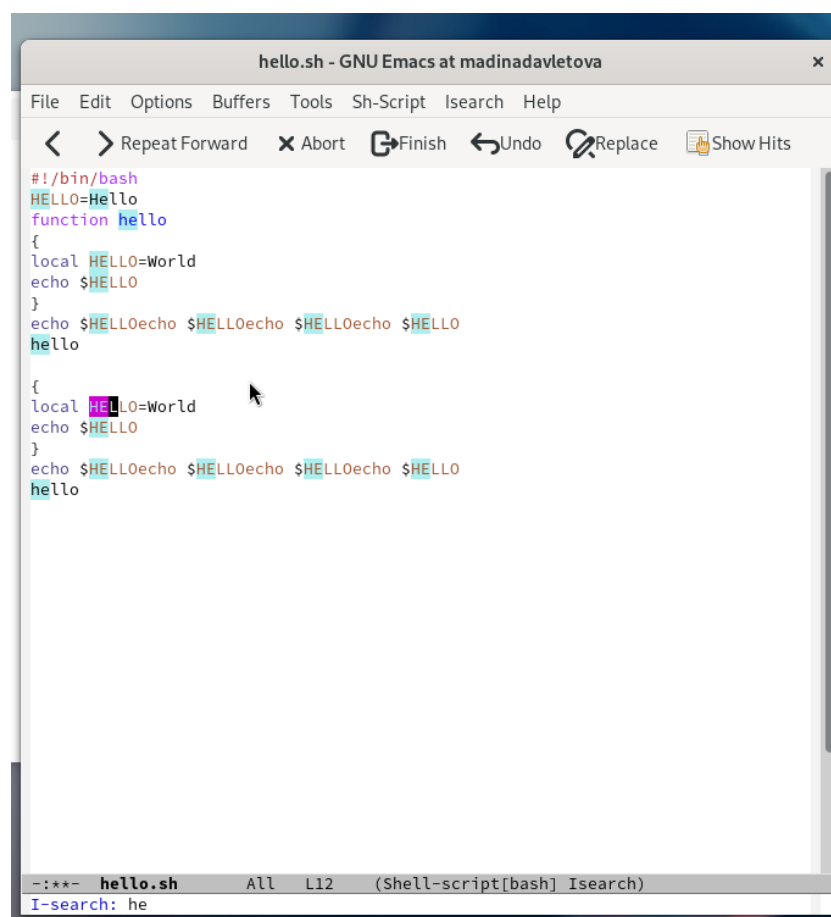 hello.sh - GNU Emacs at madinadavletova
File Edit Options Buffers Tools Sh-Script Isearch Help
Repeat Forward Abort Finish Undo Replace Show Hits
#!/bin/bash
HELLO=Hello
function hello
{
local HELLO=World
echo $HELLO
}
echo $HELLOecho $HELLOecho $HELLOecho $HELLO
hello
{
local HELLO=World
echo $HELLO
}
echo $HELLOecho $HELLOecho $HELLOecho $HELLO
hello
-:**- hello.sh All L12 (Shell-script[bash] Isearch)
I-search: he